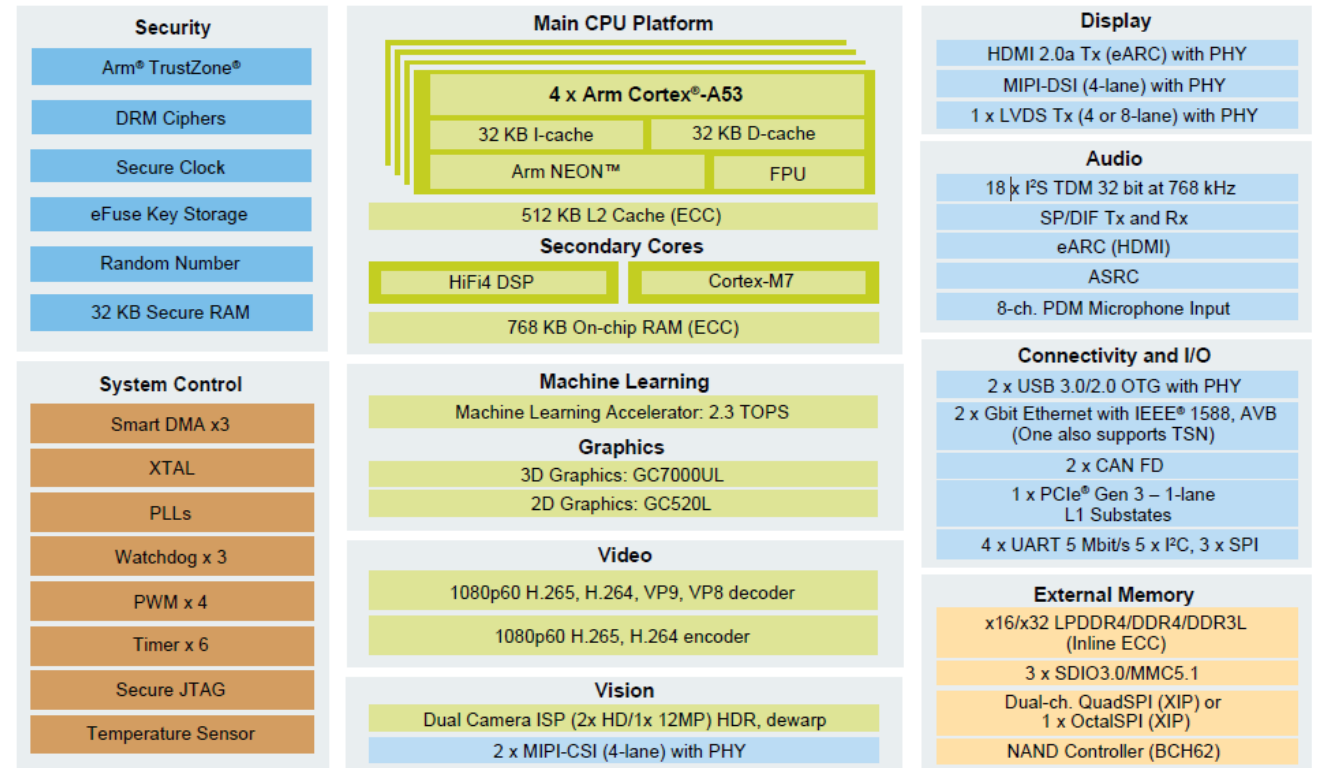 Security
Arm® TrustZone®
DRM Ciphers
Secure Clock
eFuse Key Storage
Random Number
32 KB Secure RAM
System Control
Smart DMA x3
XTAL
PLLs
Watchdog x 3
PWM x 4
Timer x 6
Secure JTAG
Temperature Sensor
Main CPU Platform
4 x Arm Cortex®-A53
32 KB I-cache
32 KB D-cache
Arm NEON™
FPU
512 KB L2 Cache (ECC)
Secondary Cores
HiFi4 DSP
Cortex-M7
768 KB On-chip RAM (ECC)
Machine Learning
Machine Learning Accelerator: 2.3 TOPS
Graphics
3D Graphics: GC7000UL
2D Graphics: GC520L
Video
1080p60 H.265, H.264, VP9, VP8 decoder
1080p60 H.265, H.264 encoder
Vision
Dual Camera ISP (2x HD/1x 12MP) HDR, dewarp
2 x MIPI-CSI (4-lane) with PHY
Display
HDMI 2.0a Tx (eARC) with PHY
MIPI-DSI (4-lane) with PHY
1 x LVDS Tx (4 or 8-lane) with PHY
Audio
18 x I²S TDM 32 bit at 768 kHz
SP/DIF Tx and Rx
eARC (HDMI)
ASRC
8-ch. PDM Microphone Input
Connectivity and I/O
2 x USB 3.0/2.0 OTG with PHY
2 x Gbit Ethernet with IEEE® 1588, AVB
(One also supports TSN)
2 x CAN FD
1 x PCIe® Gen 3 – 1-lane
L1 Substates
4 x UART 5 Mbit/s 5 x I²C, 3 x SPI
External Memory
x16/x32 LPDDR4/DDR4/DDR3L
(Inline ECC)
3 x SDIO3.0/MMC5.1
Dual-ch. QuadSPI (XIP) or
1 x OctalSPI (XIP)
NAND Controller (BCH62)